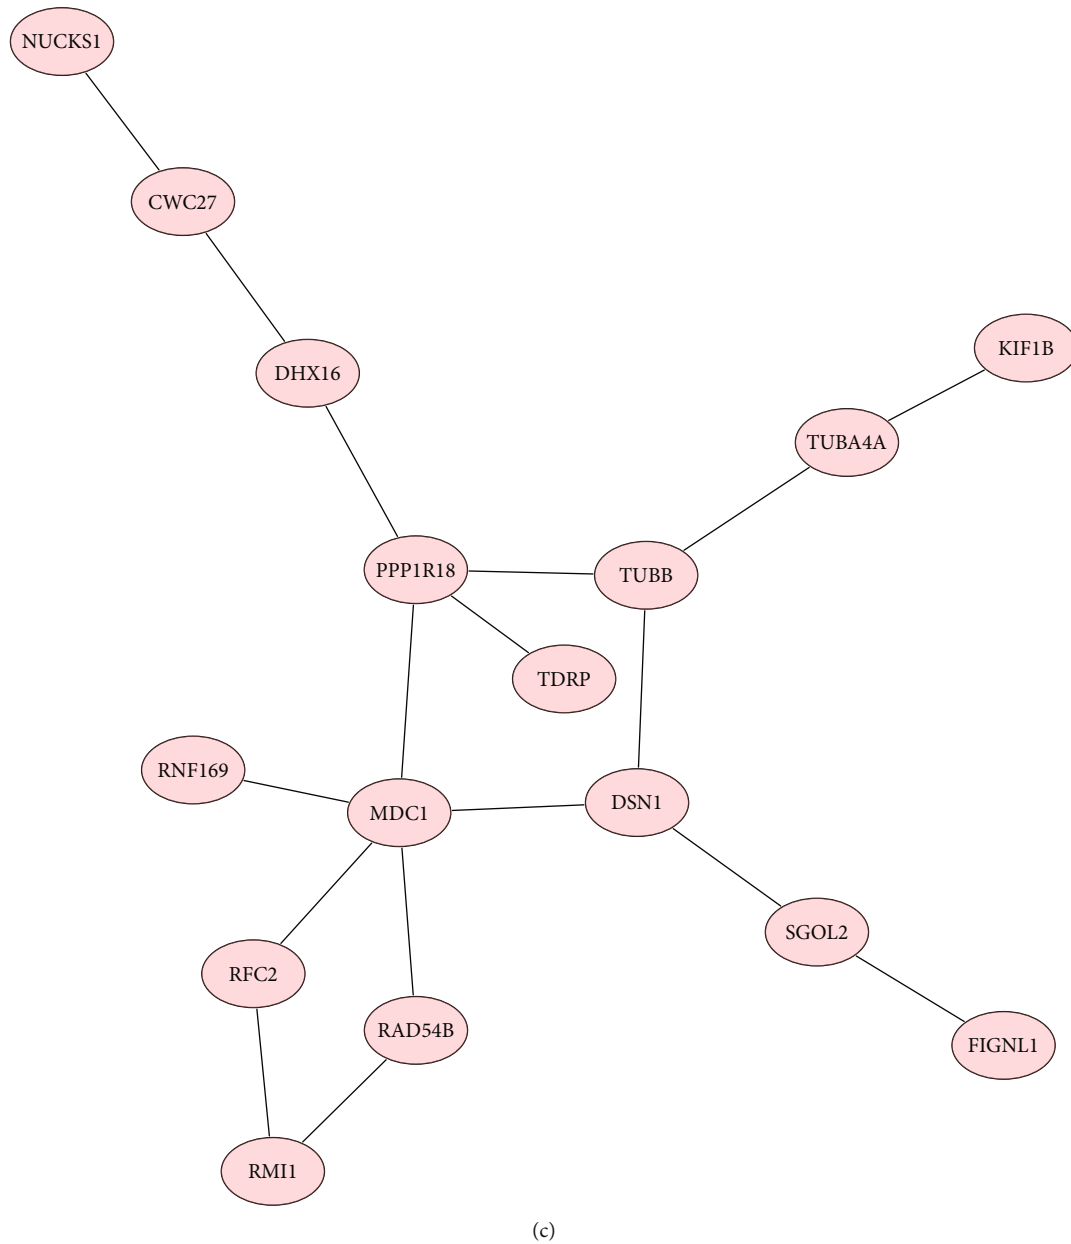 NUCKS1
CWC27
KIF1B
DHX16
TUBA4A
PPP1R18
TUBB
TDRP
RNF169
MDC1
DSN1
SGOL2
RFC2
RAD54B
FIGNL1
RMI1
(c)